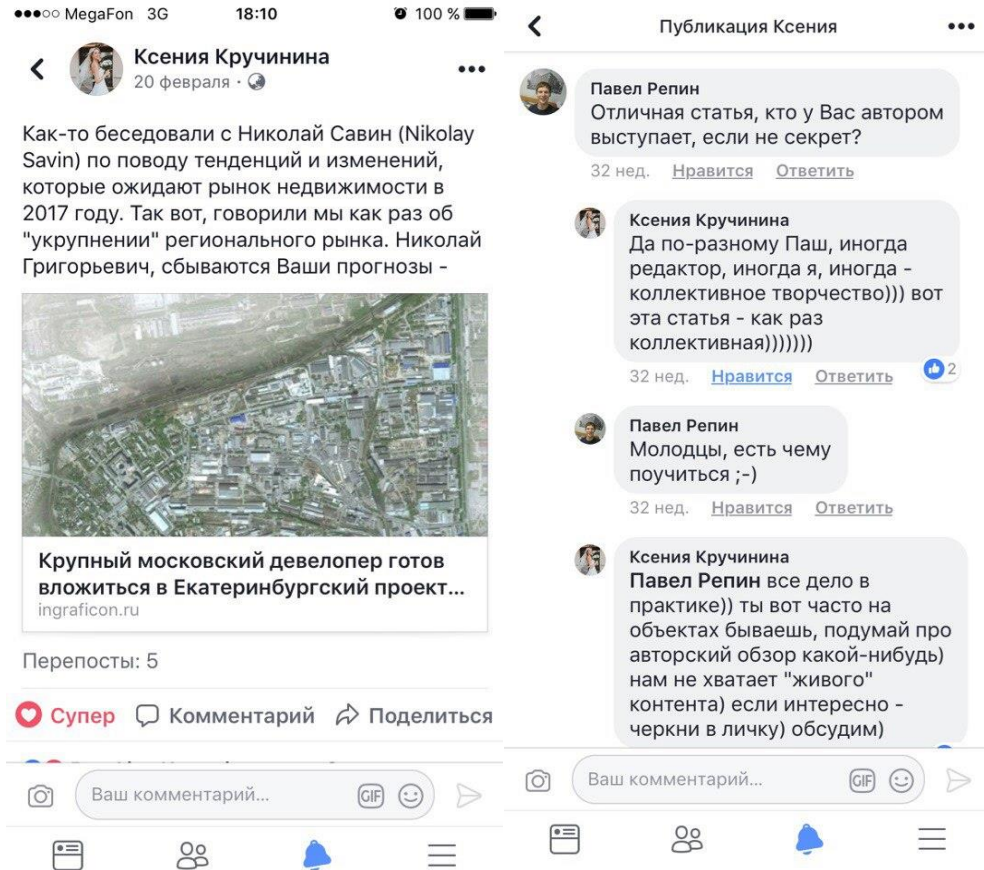 MegaFon 3G 18:10 100 %
Ксения Кручинина
20 февраля
Как-то беседовали с Николай Савин (Nikolay
Savin) по поводу тенденций и изменений,
которые ожидают рынок недвижимости в
2017 году. Так вот, говорили мы как раз об
"укрупнении" регионального рынка. Николай
Григорьевич, сбываются Ваши прогнозы -
Крупный московский девелопер готов
вложиться в Екатеринбургский проект...
ingraficon.ru
Перепосты: 5
Супер Комментарий Поделиться
Ваш комментарий... GIF
Публикация Ксения
Павел Репин
Отличная статья, кто у Вас автором
выступает, если не секрет?
32 нед. Нравится Ответить
Ксения Кручинина
Да по-разному Паш, иногда
редактор, иногда я, иногда -
коллективное творчество))) вот
эта статья - как раз
коллективная)))))))
32 нед. Нравится Ответить 2
Павел Репин
Молодцы, есть чему
поучиться ;-)
32 нед. Нравится Ответить
Ксения Кручинина
Павел Репин все дело в
практике)) ты вот часто на
объектах бываешь, подумай про
авторский обзор какой-нибудь)
нам не хватает "живого"
контента) если интересно -
черкни в личку) обсудим)
Ваш комментарий... GIF